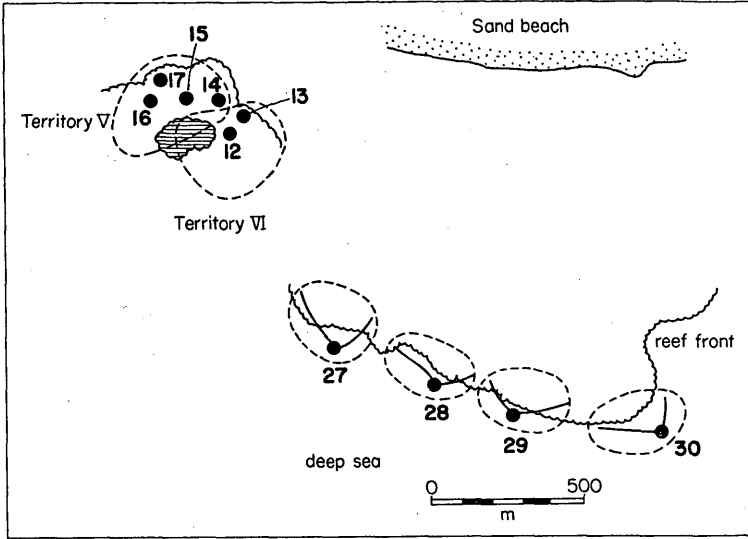 Sand beach
15
17
14
13
Territory V
16
12
Territory VI
reef front
27
28
29
30
deep sea
0 500
m